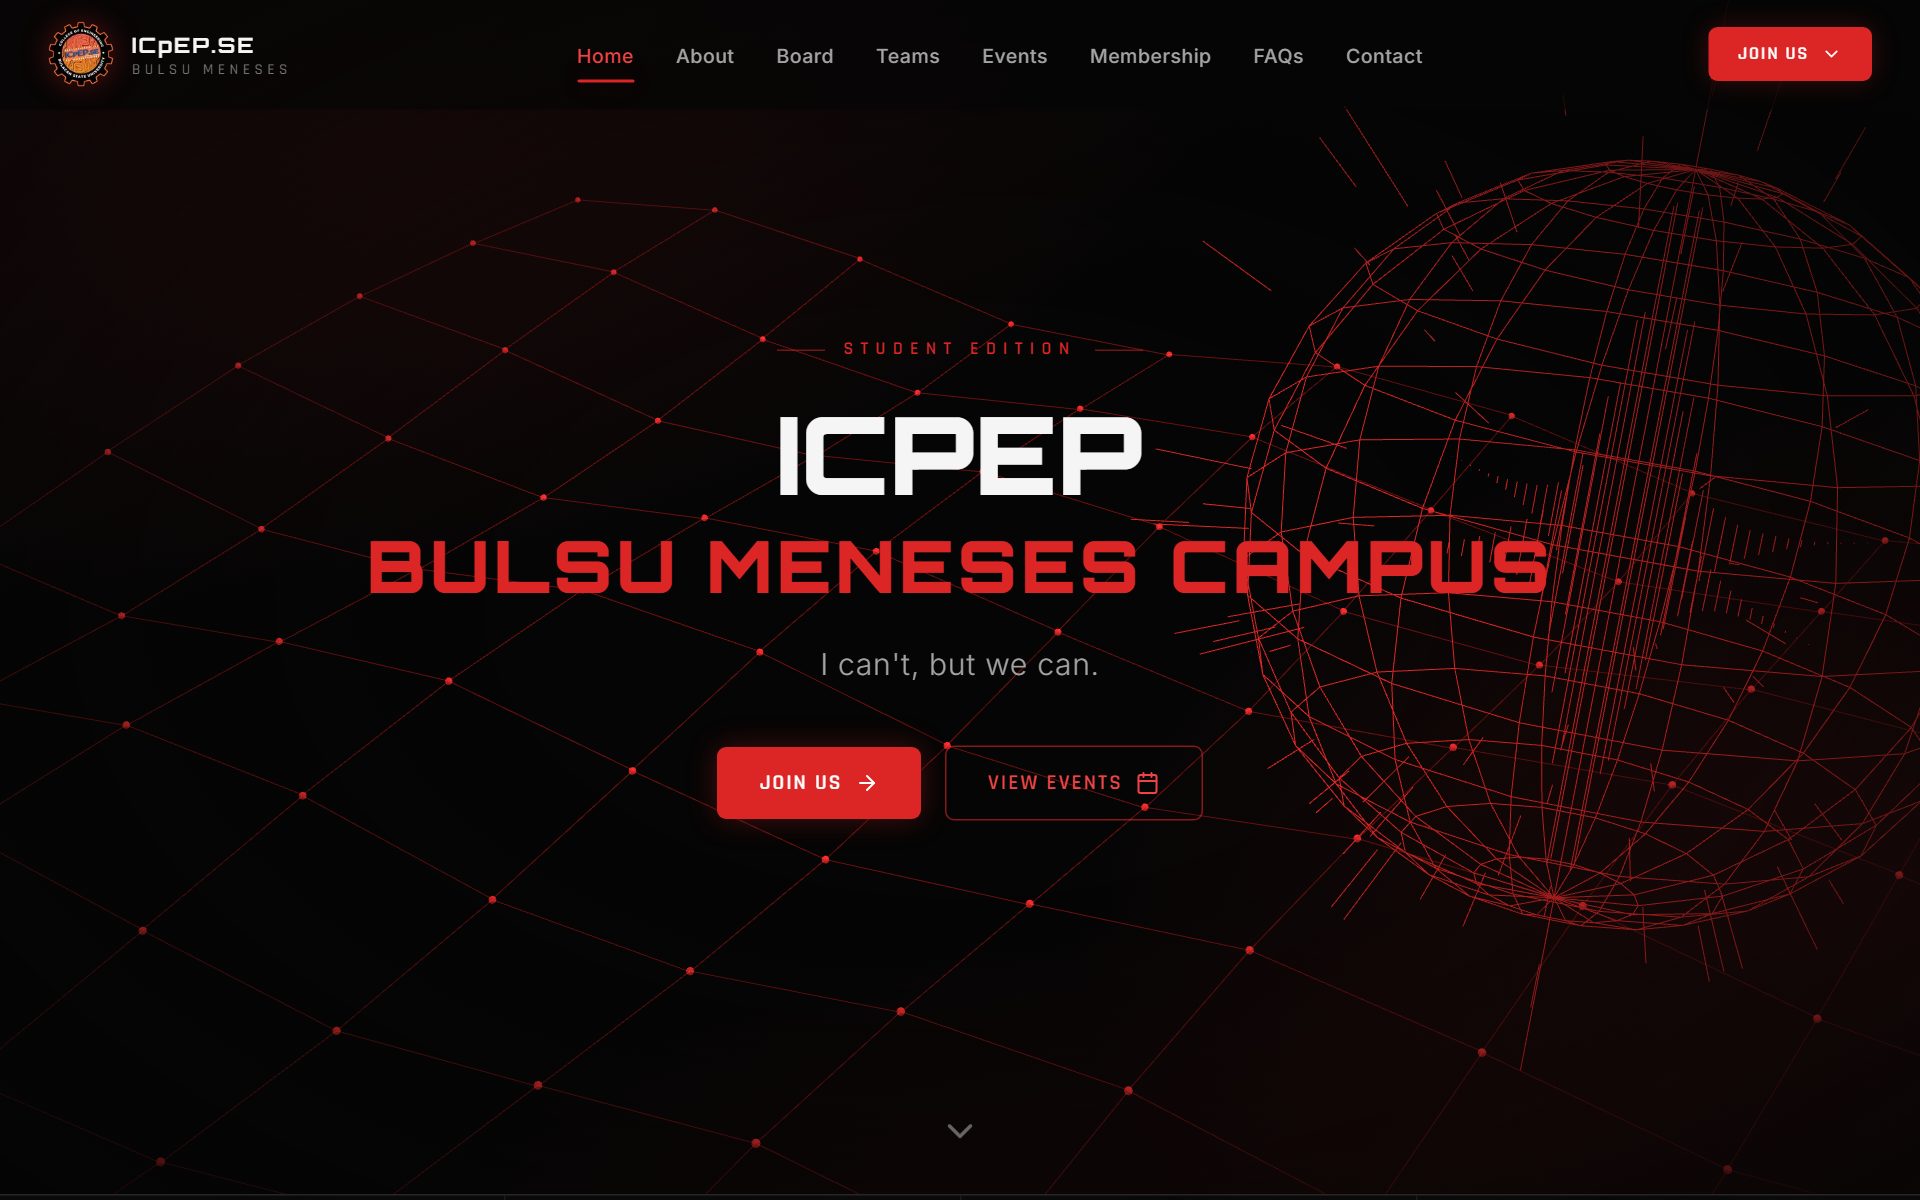 ICpEP.SE
BULSU MENESES
Home
About
Board
Teams
Events
Membership
FAQs
Contact
JOIN US
STUDENT EDITION
ICPEP
BULSU MENESES CAMPUS
I can't, but we can.
JOIN US
VIEW EVENTS